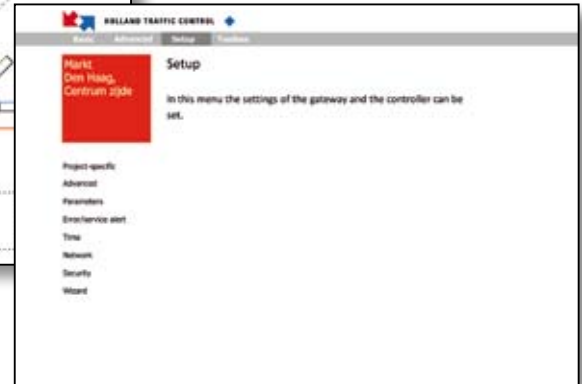 HOLLAND TRAFFIC CONTROL
Basic Advanced Setup Toolbox
Markt
Den Haag,
Centrum zijde
Setup
In this menu the settings of the gateway and the controller can be
set.
Project-specific
Advanced
Parameters
Error/service alert
Time
Network
Security
Wizard